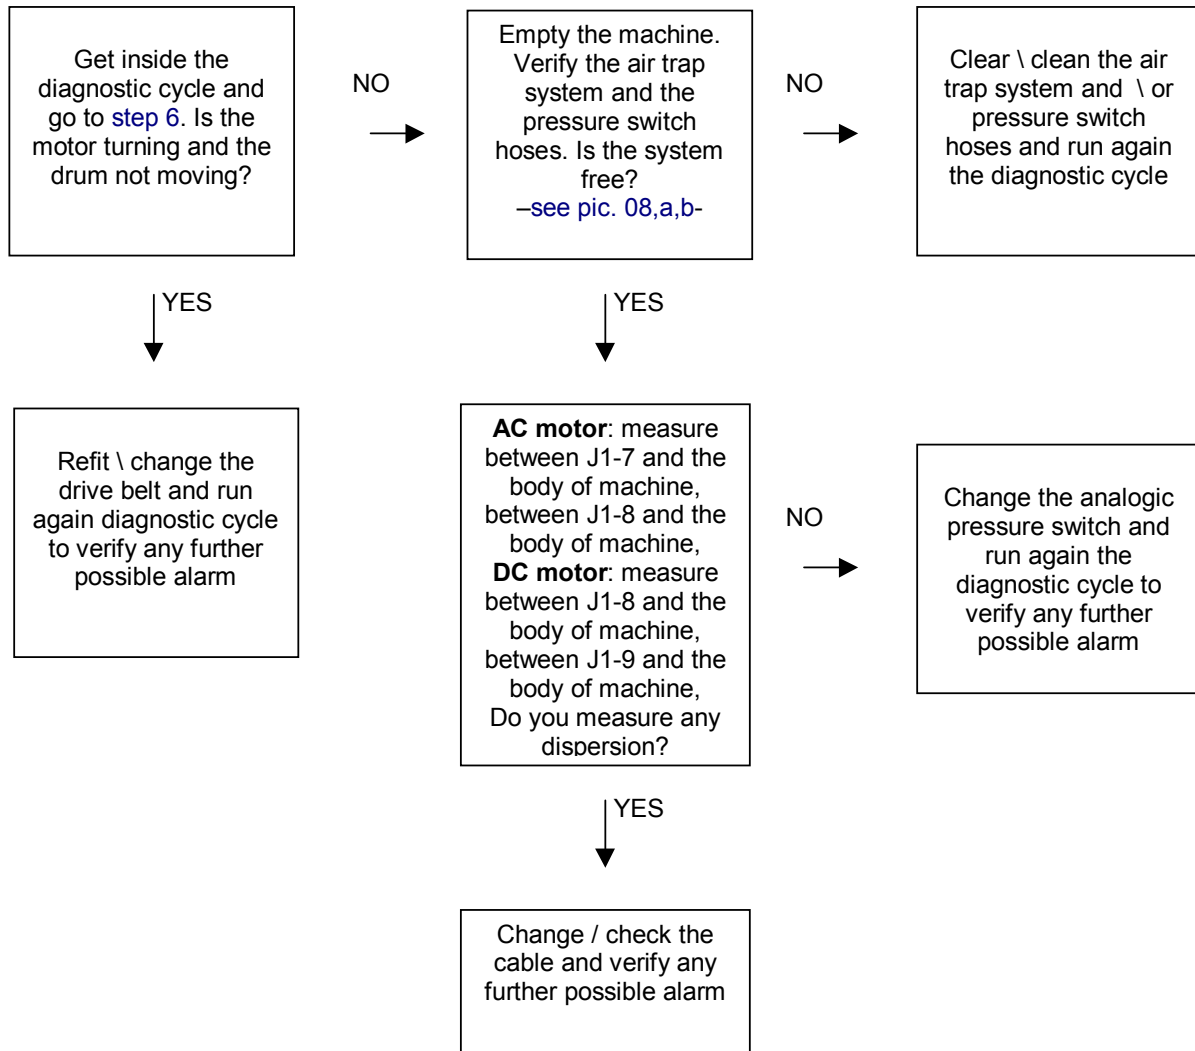 Get inside the
diagnostic cycle and
go to step 6. Is the
motor turning and the
drum not moving?
NO
Empty the machine.
Verify the air trap
system and the
pressure switch
hoses. Is the system
free?
–see pic. 08,a,b-
NO
Clear \ clean the air
trap system and \ or
pressure switch
hoses and run again
the diagnostic cycle
YES
YES
Refit \ change the
drive belt and run
again diagnostic cycle
to verify any further
possible alarm
AC motor: measure
between J1-7 and the
body of machine,
between J1-8 and the
body of machine,
DC motor: measure
between J1-8 and the
body of machine,
between J1-9 and the
body of machine,
Do you measure any
dispersion?
NO
Change the analogic
pressure switch and
run again the
diagnostic cycle to
verify any further
possible alarm
YES
Change / check the
cable and verify any
further possible alarm